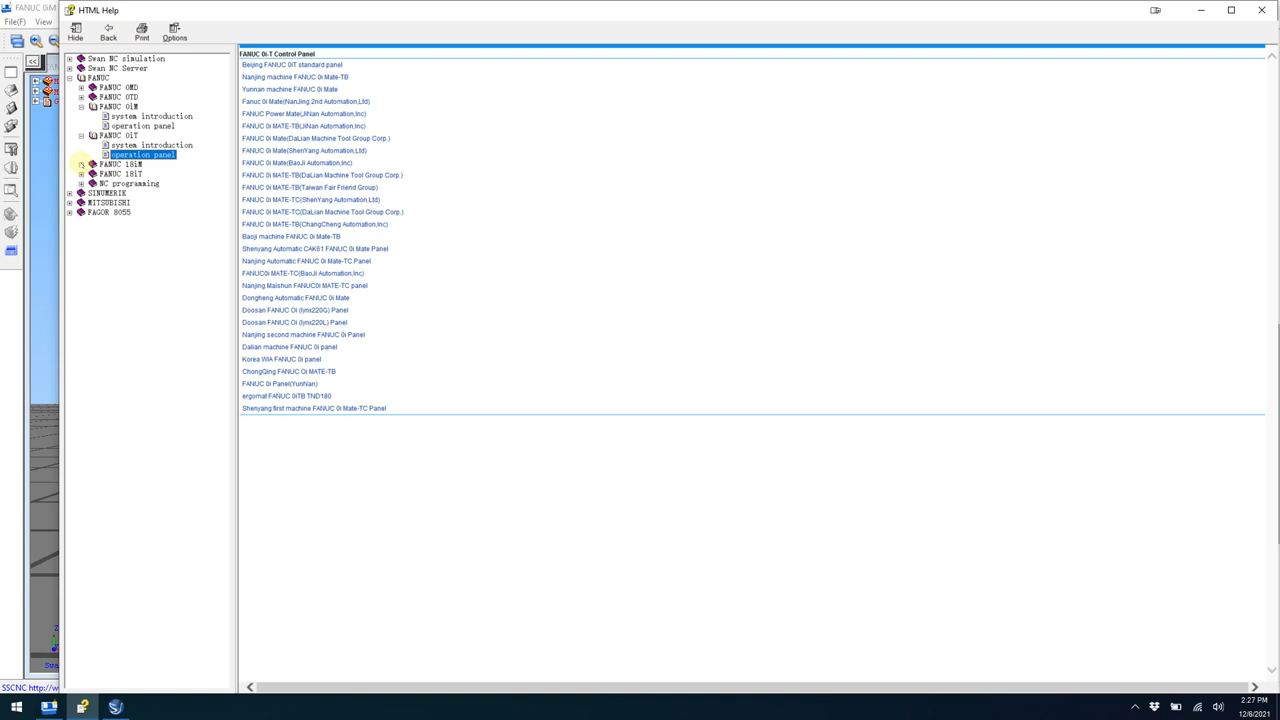 FANUC 0iM
HTML Help
File(F)
View
Hide
Back
Print
Options
<<
Swan NC simulation
Swan NC Server
FANUC
FANUC 0MD
FANUC 0TD
FANUC 0iM
system introduction
operation panel
FANUC 0iT
system introduction
operation panel
FANUC 18iM
FANUC 18iT
NC programming
SINUMERIK
MITSUBISHI
FAGOR 8055
FANUC 0i-T Control Panel
Beijing FANUC 0iT standard panel
Nanjing machine FANUC 0i Mate-TB
Yunnan machine FANUC 0i Mate
Fanuc 0i Mate(NanJing 2nd Automation,Ltd)
FANUC Power Mate(JiNan Automation,Inc)
FANUC 0i MATE-TB(JiNan Automation,Inc)
FANUC 0i Mate(DaLian Machine Tool Group Corp.)
FANUC 0i Mate(ShenYang Automation,Ltd)
FANUC 0i Mate(BaoJi Automation,Inc)
FANUC 0i MATE-TB(DaLian Machine Tool Group Corp.)
FANUC 0i MATE-TB(Taiwan Fair Friend Group)
FANUC 0i MATE-TC(ShenYang Automation,Ltd)
FANUC 0i MATE-TC(DaLian Machine Tool Group Corp.)
FANUC 0i MATE-TB(ChangCheng Automation,Inc)
Baoji machine FANUC 0i Mate-TB
Shenyang Automatic CAK61 FANUC 0i Mate Panel
Nanjing Automatic FANUC 0i Mate-TC Panel
FANUC0i MATE-TC(BaoJi Automation,Inc)
Nanjing Maishun FANUC0i MATE-TC panel
Dongheng Automatic FANUC 0i Mate
Doosan FANUC Oi (lynx220G) Panel
Doosan FANUC Oi (lynx220L) Panel
Nanjing second machine FANUC 0i Panel
Dalian machine FANUC 0i panel
Korea WIA FANUC 0i panel
ChongQing FANUC Oi MATE-TB
FANUC 0i Panel(YunNan)
ergomat FANUC 0iTB TND180
Shenyang first machine FANUC 0i Mate-TC Panel
Z
Swa
SSCNC http://w
2:27 PM
12/6/2021